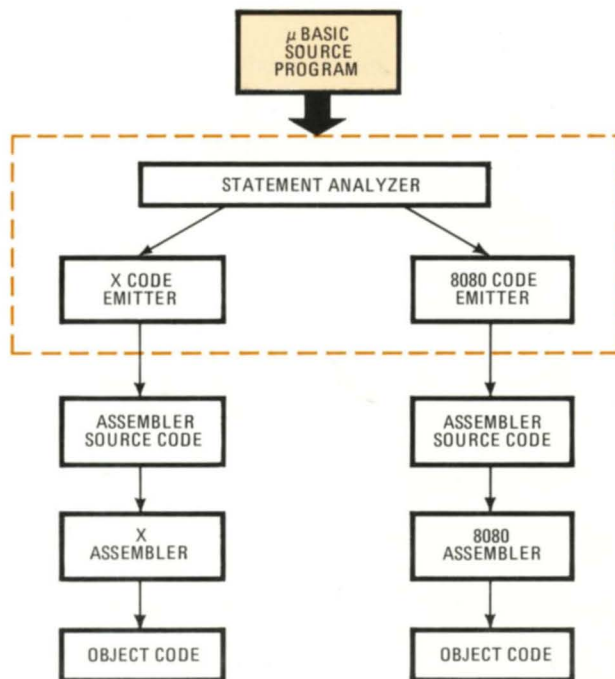 μ BASIC
SOURCE
PROGRAM
STATEMENT ANALYZER
X CODE
EMITTER
8080 CODE
EMITTER
ASSEMBLER
SOURCE CODE
ASSEMBLER
SOURCE CODE
X
ASSEMBLER
8080
ASSEMBLER
OBJECT CODE
OBJECT CODE